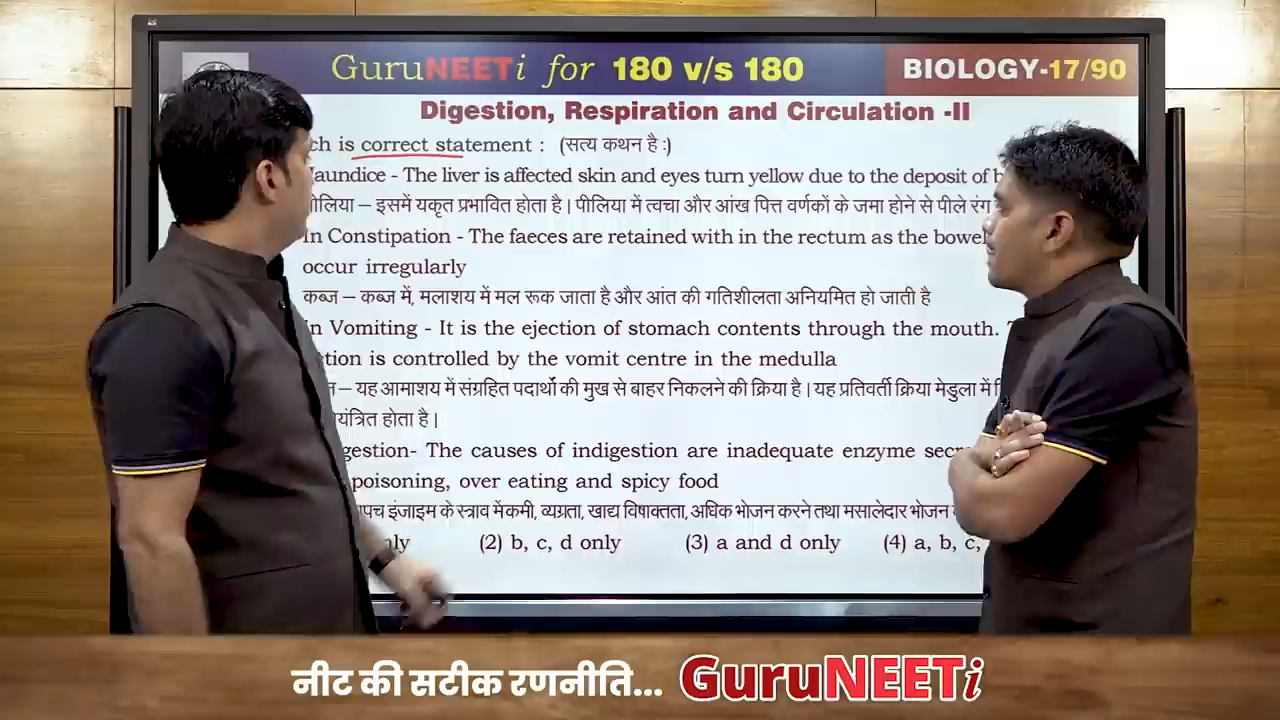 GuruNEETi for 180 v/s 180
BIOLOGY-17/90
Digestion, Respiration and Circulation -II
is correct statement : (सत्य कथन है :)
Jaundice - The liver is affected skin and eyes turn yellow due to the deposit of
इसमें यकृत प्रभावित होता है। पीलिया में त्वचा और आंख पित्त वर्णकों के जमा होने से पीले रंग
In Constipation - The faeces are retained with in the rectum as the bowel
occur irregularly
कब्ज – कब्ज में, मलाशय में मल रूक जाता है और आंत की गतिशीलता अनियमित हो जाती है
In Vomiting - It is the ejection of stomach contents through the mouth.
is controlled by the vomit centre in the medulla
– यह आमाशय में संग्रहित पदार्थो की मुख से बाहर निकलने की क्रिया है। यह प्रतिवर्ती क्रिया मेडुला में
होता है।
The causes of indigestion are inadequate enzyme
poisoning, over eating and spicy food
इंजाइम के स्त्राव में कमी, व्यग्रता, खाद्य विषाक्तता, अधिक भोजन करने तथा मसालेदार भोजन
(2) b, c, d only (3) a and d only (4) a, b, c,
नीट की सटीक रणनीति... GuruNEETi